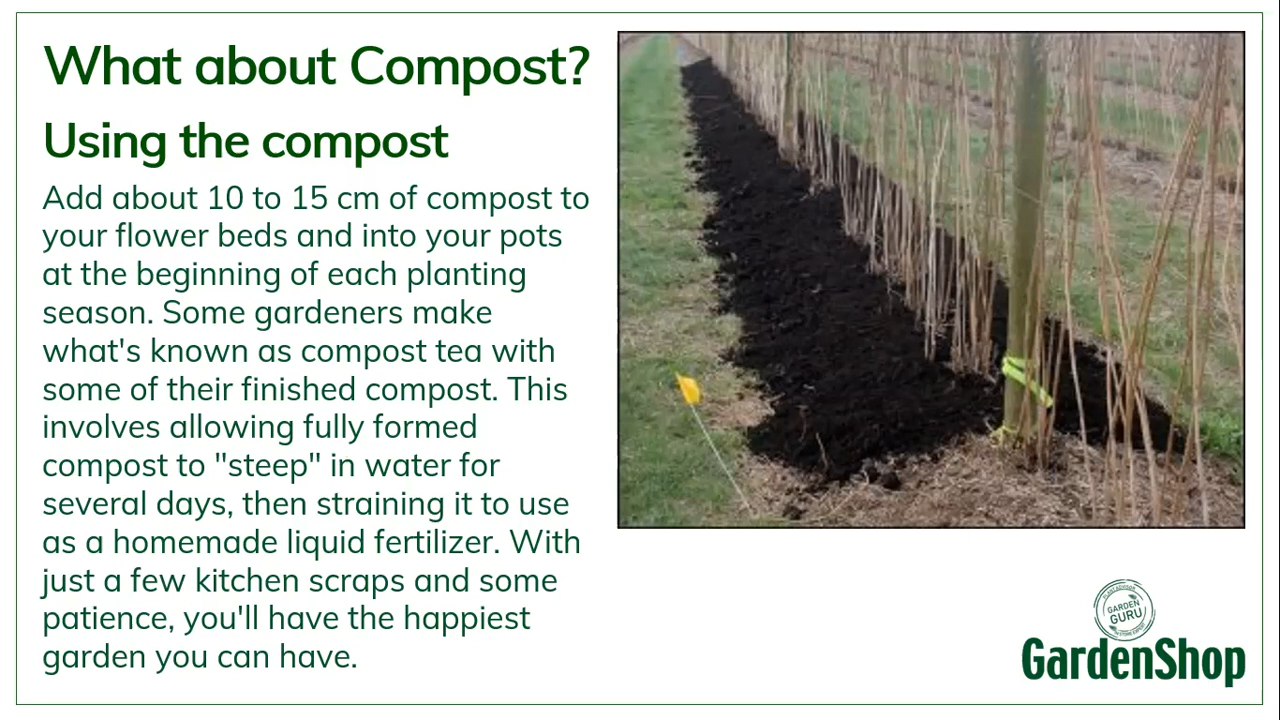 What about Compost?
Using the compost
Add about 10 to 15 cm of compost to
your flower beds and into your pots
at the beginning of each planting
season. Some gardeners make
what's known as compost tea with
some of their finished compost. This
involves allowing fully formed
compost to "steep" in water for
several days, then straining it to use
as a homemade liquid fertilizer. With
just a few kitchen scraps and some
patience, you'll have the happiest
garden you can have.
GARDEN
GURU
GardenShop